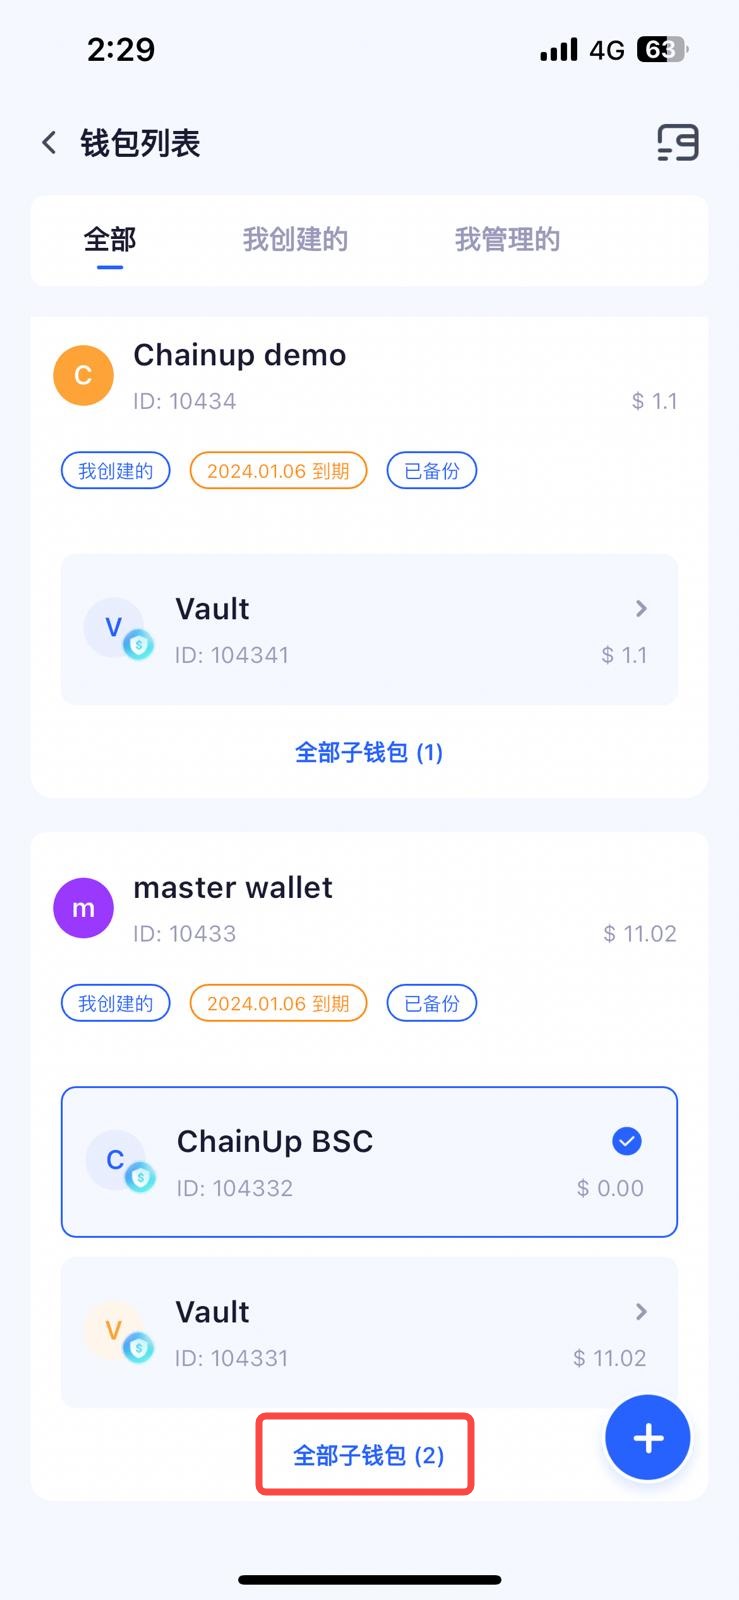 2:29 4G 63
钱包列表
全部 我创建的 我管理的
Chainup demo
C
ID: 10434 $ 1.1
我创建的 2024.01.06 到期 已备份
Vault
V
ID: 104341 $ 1.1
全部子钱包 (1)
master wallet
m
ID: 10433 $ 11.02
我创建的 2024.01.06 到期 已备份
ChainUp BSC
C
ID: 104332 $ 0.00
Vault
V
ID: 104331 $ 11.02
全部子钱包 (2)